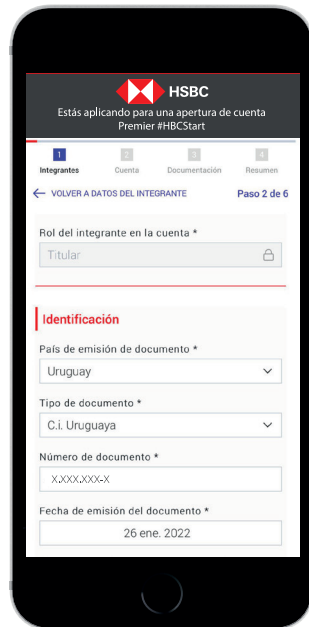 HSBC
Estás aplicando para una apertura de cuenta
Premier #HBCStart
1
2
3
4
Integrantes
Cuenta
Documentación
Resumen
← VOLVER A DATOS DEL INTEGRANTE
Paso 2 de 6
Rol del integrante en la cuenta *
Titular
Identificación
País de emisión de documento *
Uruguay
Tipo de documento *
C.i. Uruguaya
Número de documento *
X.XXX.XXX-X
Fecha de emisión del documento *
26 ene. 2022